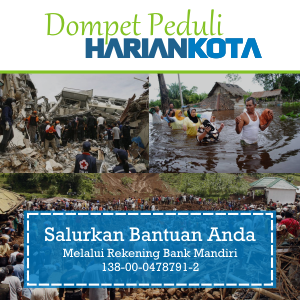 Dompet Peduli
HARIANKOTA
Salurkan Bantuan Anda
Melalui Rekening Bank Mandiri
138-00-0478791-2